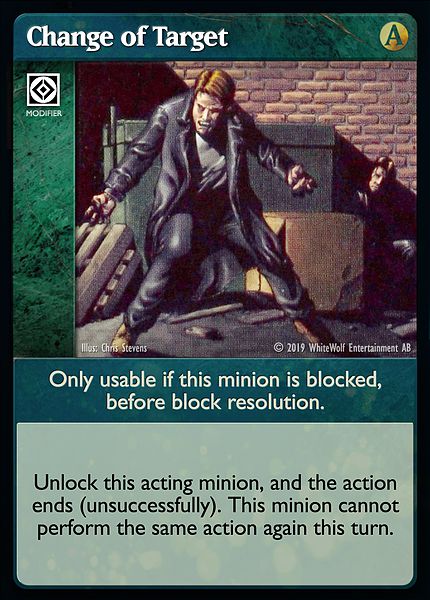 Change of Target
A
MODIFIER
Illus: Chris Stevens
© 2019 WhiteWolf Entertainment AB
Only usable if this minion is blocked,
before block resolution.
Unlock this acting minion, and the action
ends (unsuccessfully). This minion cannot
perform the same action again this turn.